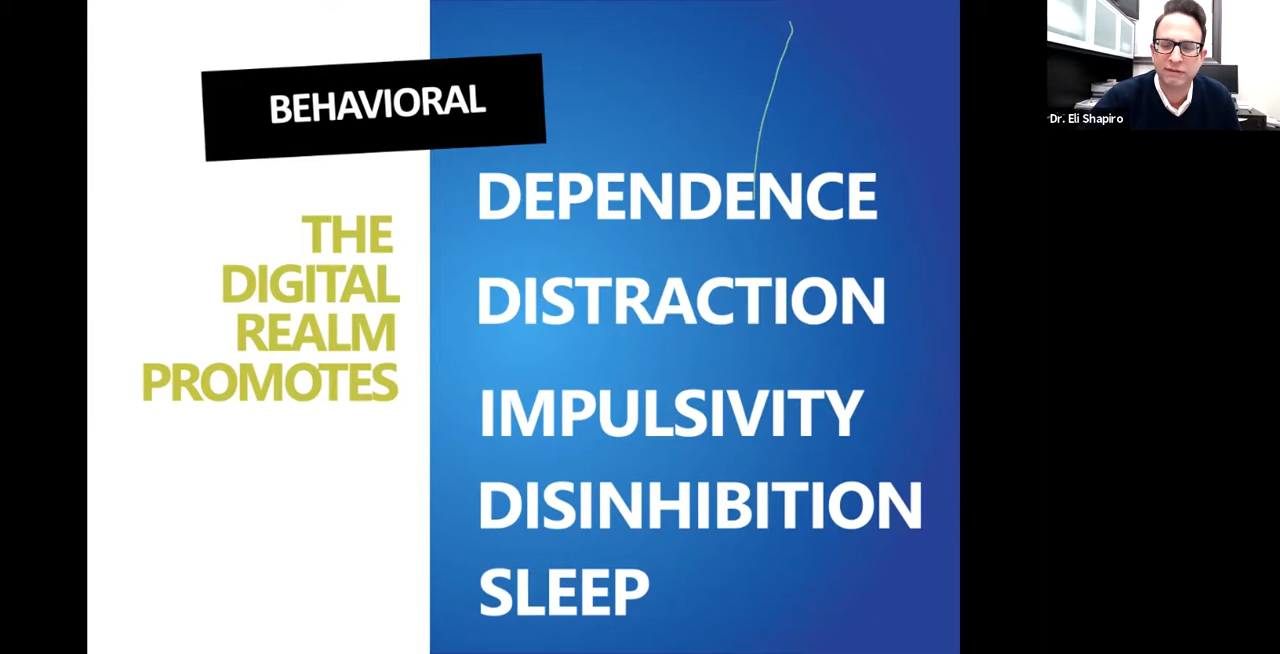 BEHAVIORAL
THE
DIGITAL
REALM
PROMOTES
DEPENDENCE
DISTRACTION
IMPULSIVITY
DISINHIBITION
SLEEP
Dr. Eli Shapiro